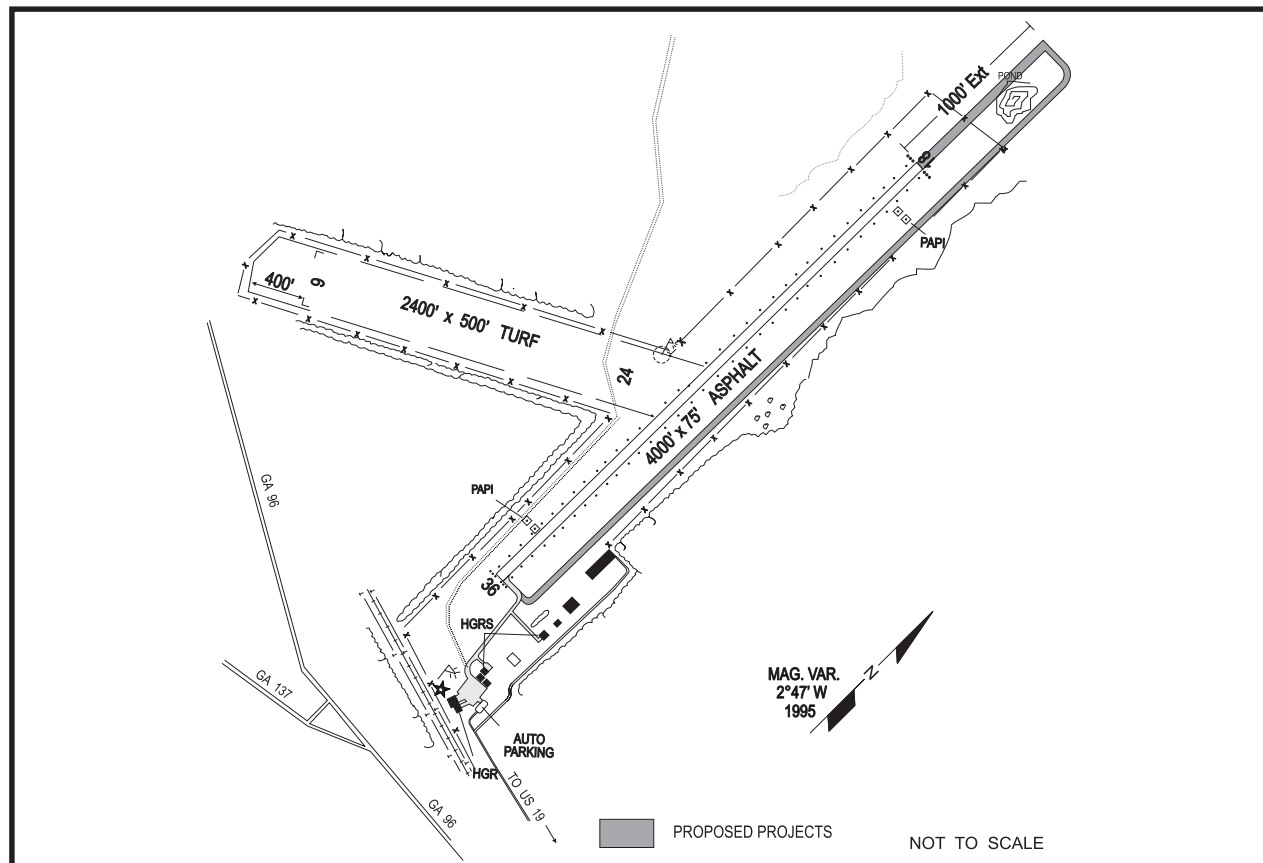 POND
1000' Ext
18
PAPI
400'
6
2400' x 500' TURF
24
4000' x 75' ASPHALT
PAPI
GA 96
36
HGRS
GA 137
MAG. VAR.
2°47' W
1995
N
AUTO
PARKING
HGR
TO US 19
GA 96
PROPOSED PROJECTS
NOT TO SCALE